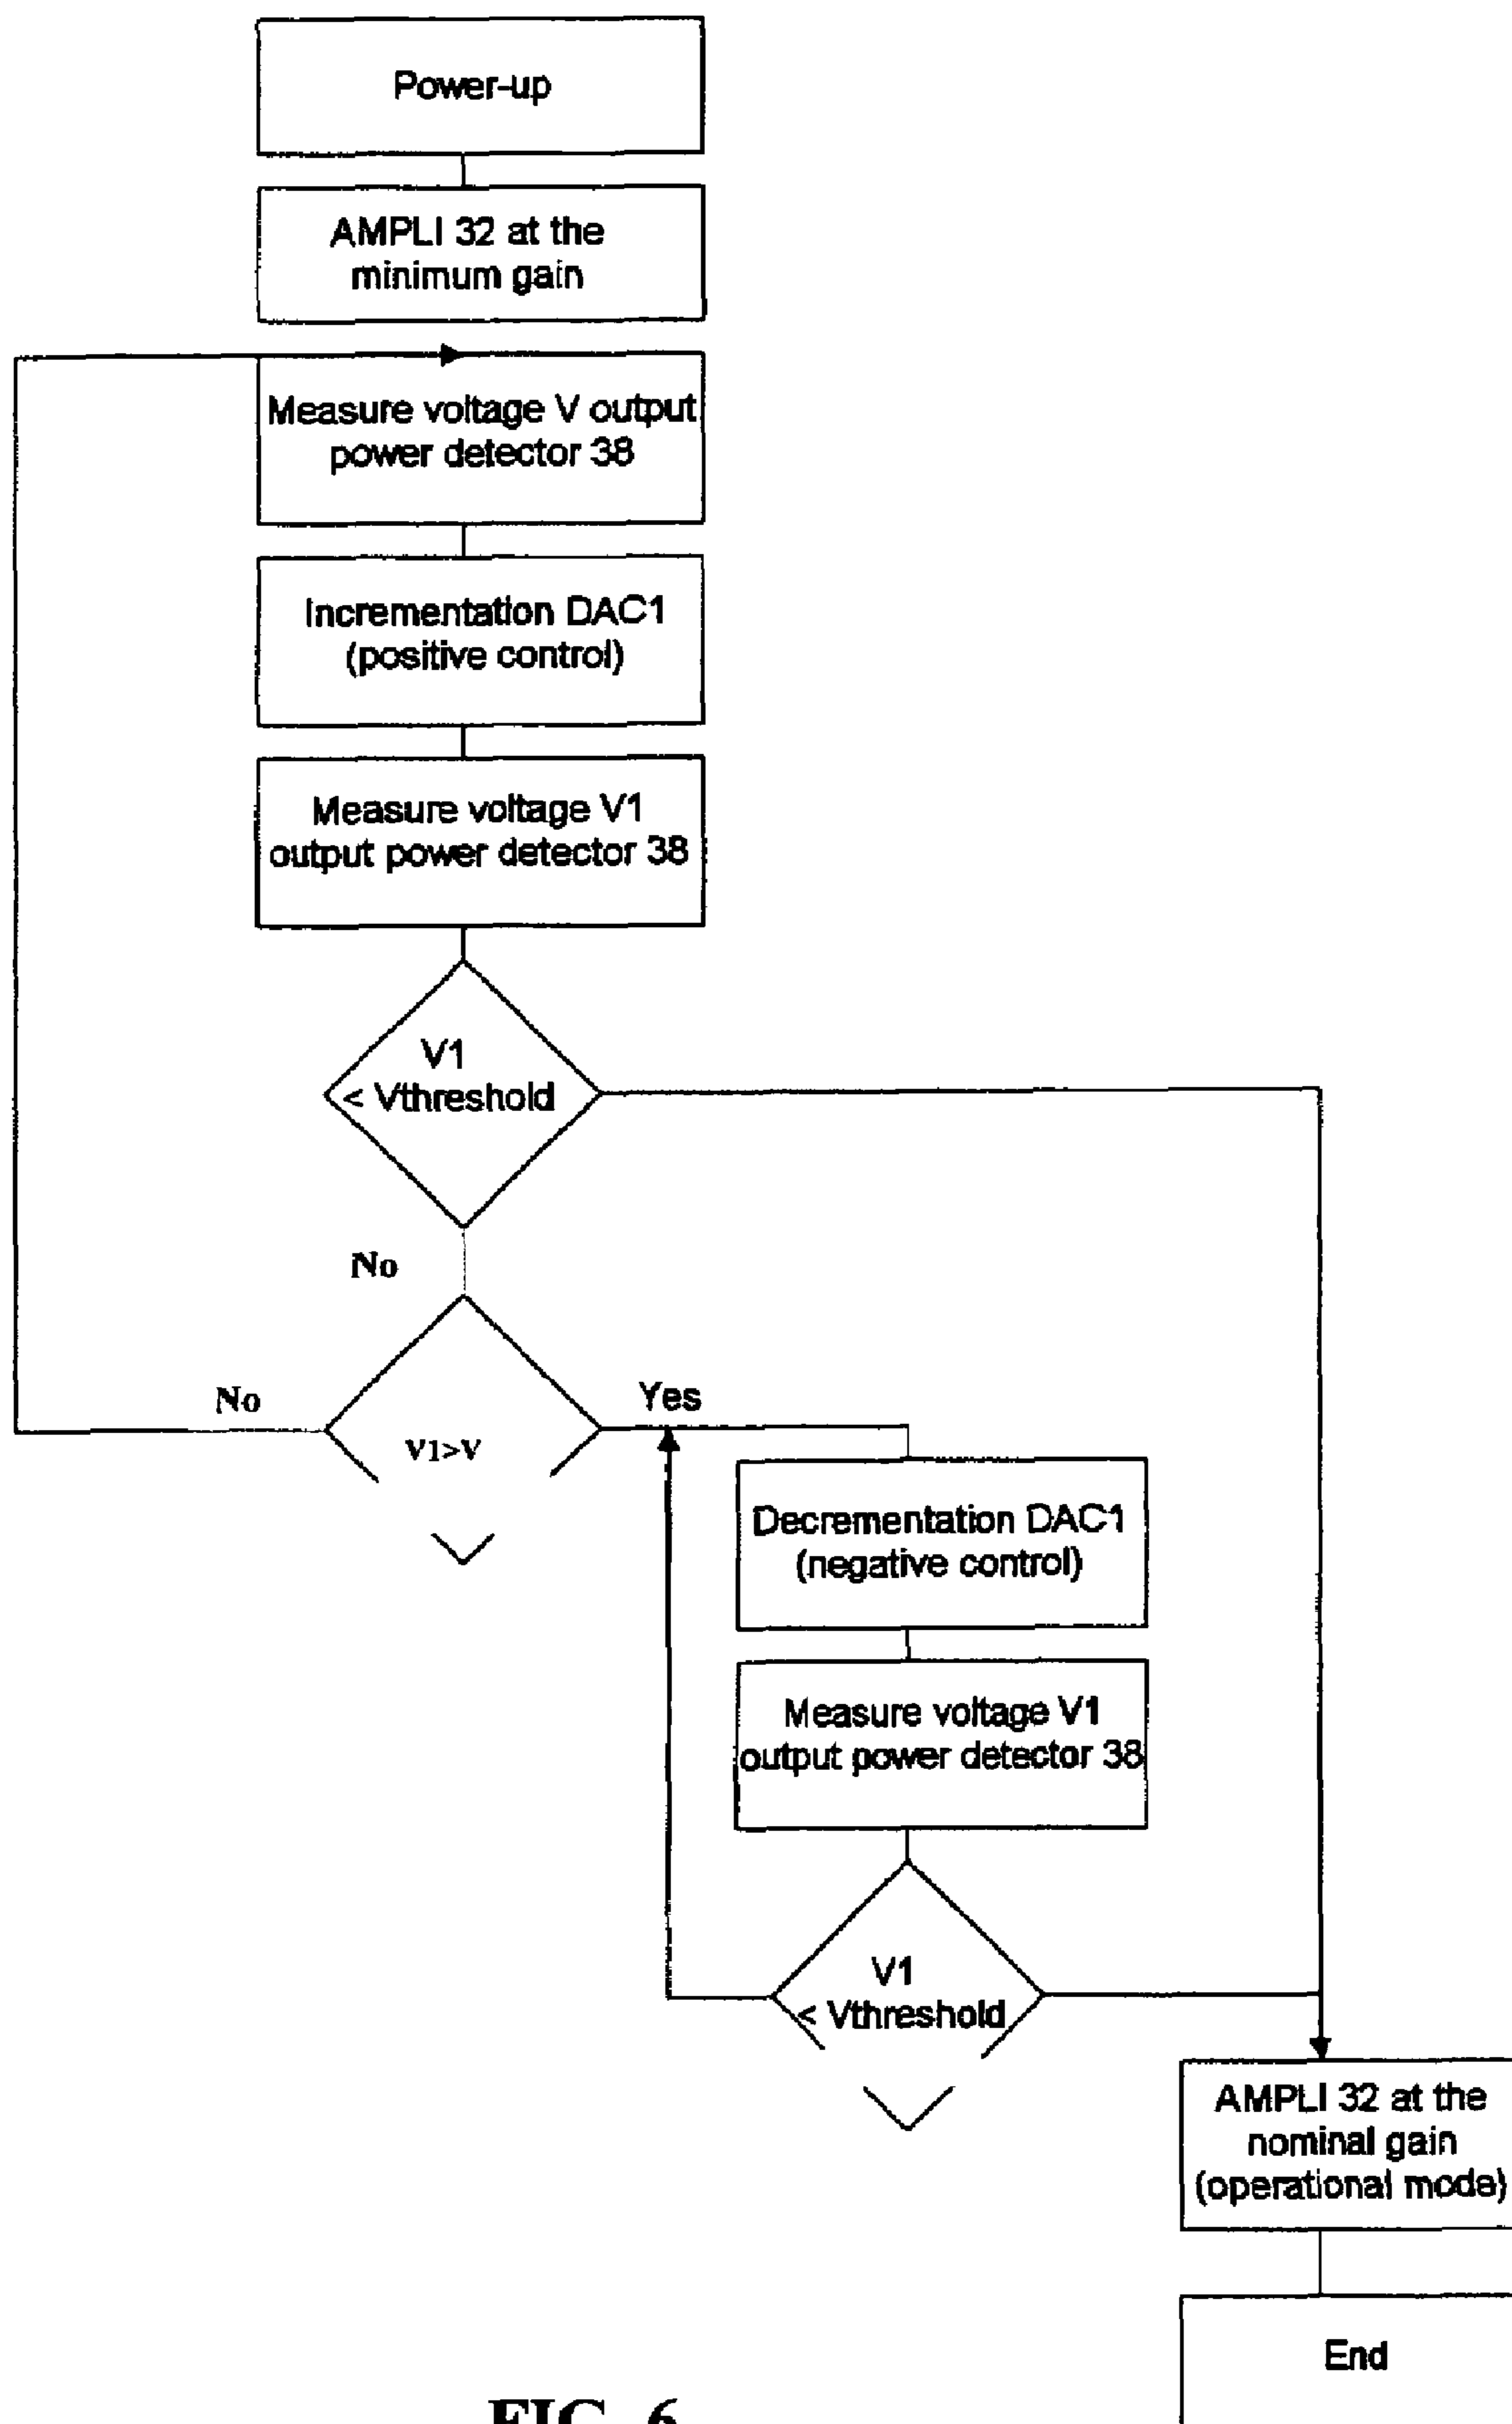 Power-up
AMPLI 32 at the
minimum gain
Measure voltage V output
power detector 38
Incrementation DAC1
(positive control)
Measure voltage V1
output power detector 38
V1
< Vthreshold
No
No
V1>V
Yes
Decrementation DAC1
(negative control)
Measure voltage V1
output power detector 38
V1
< Vthreshold
AMPLI 32 at the
nominal gain
(operational mode)
End
FIG. 6